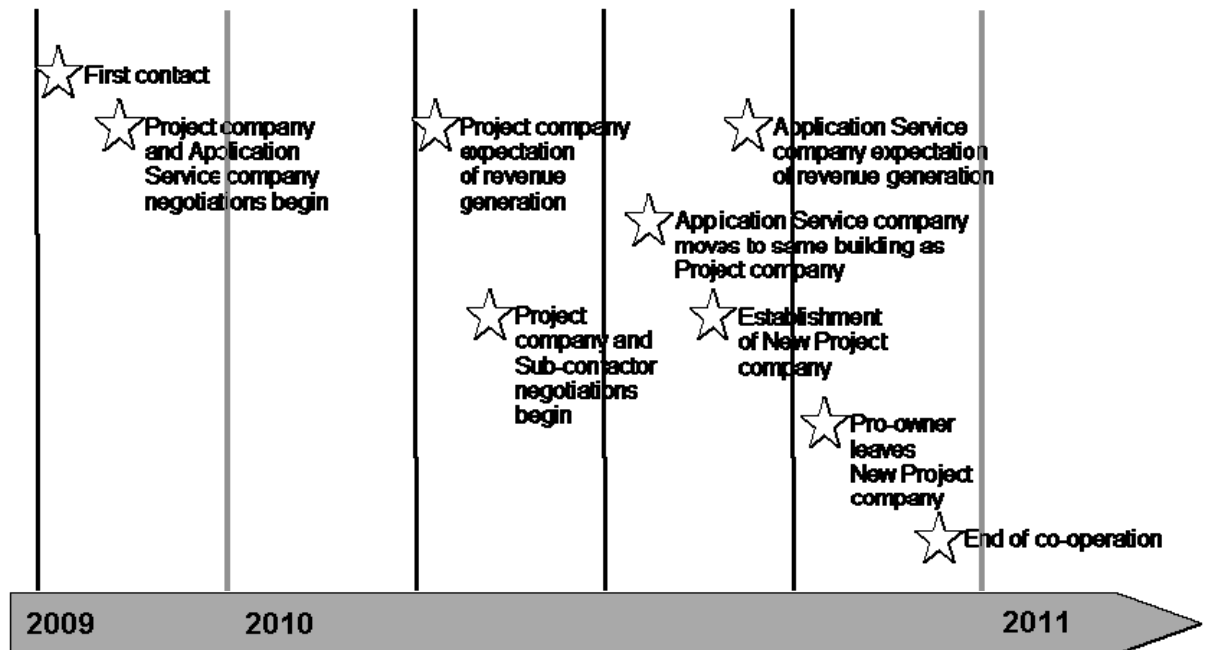 First contact
Project company
and Application
Service company
negotiations begin
Project company
expectation
of revenue
generation
Application Service
company expectation
of revenue generation
Application Service company
moves to same building as
Project company
Project
company and
Sub-contactor
negotiations
begin
Establishment
of New Project
company
Pro-owner
leaves
New Project
company
End of co-operation
2009
2010
2011